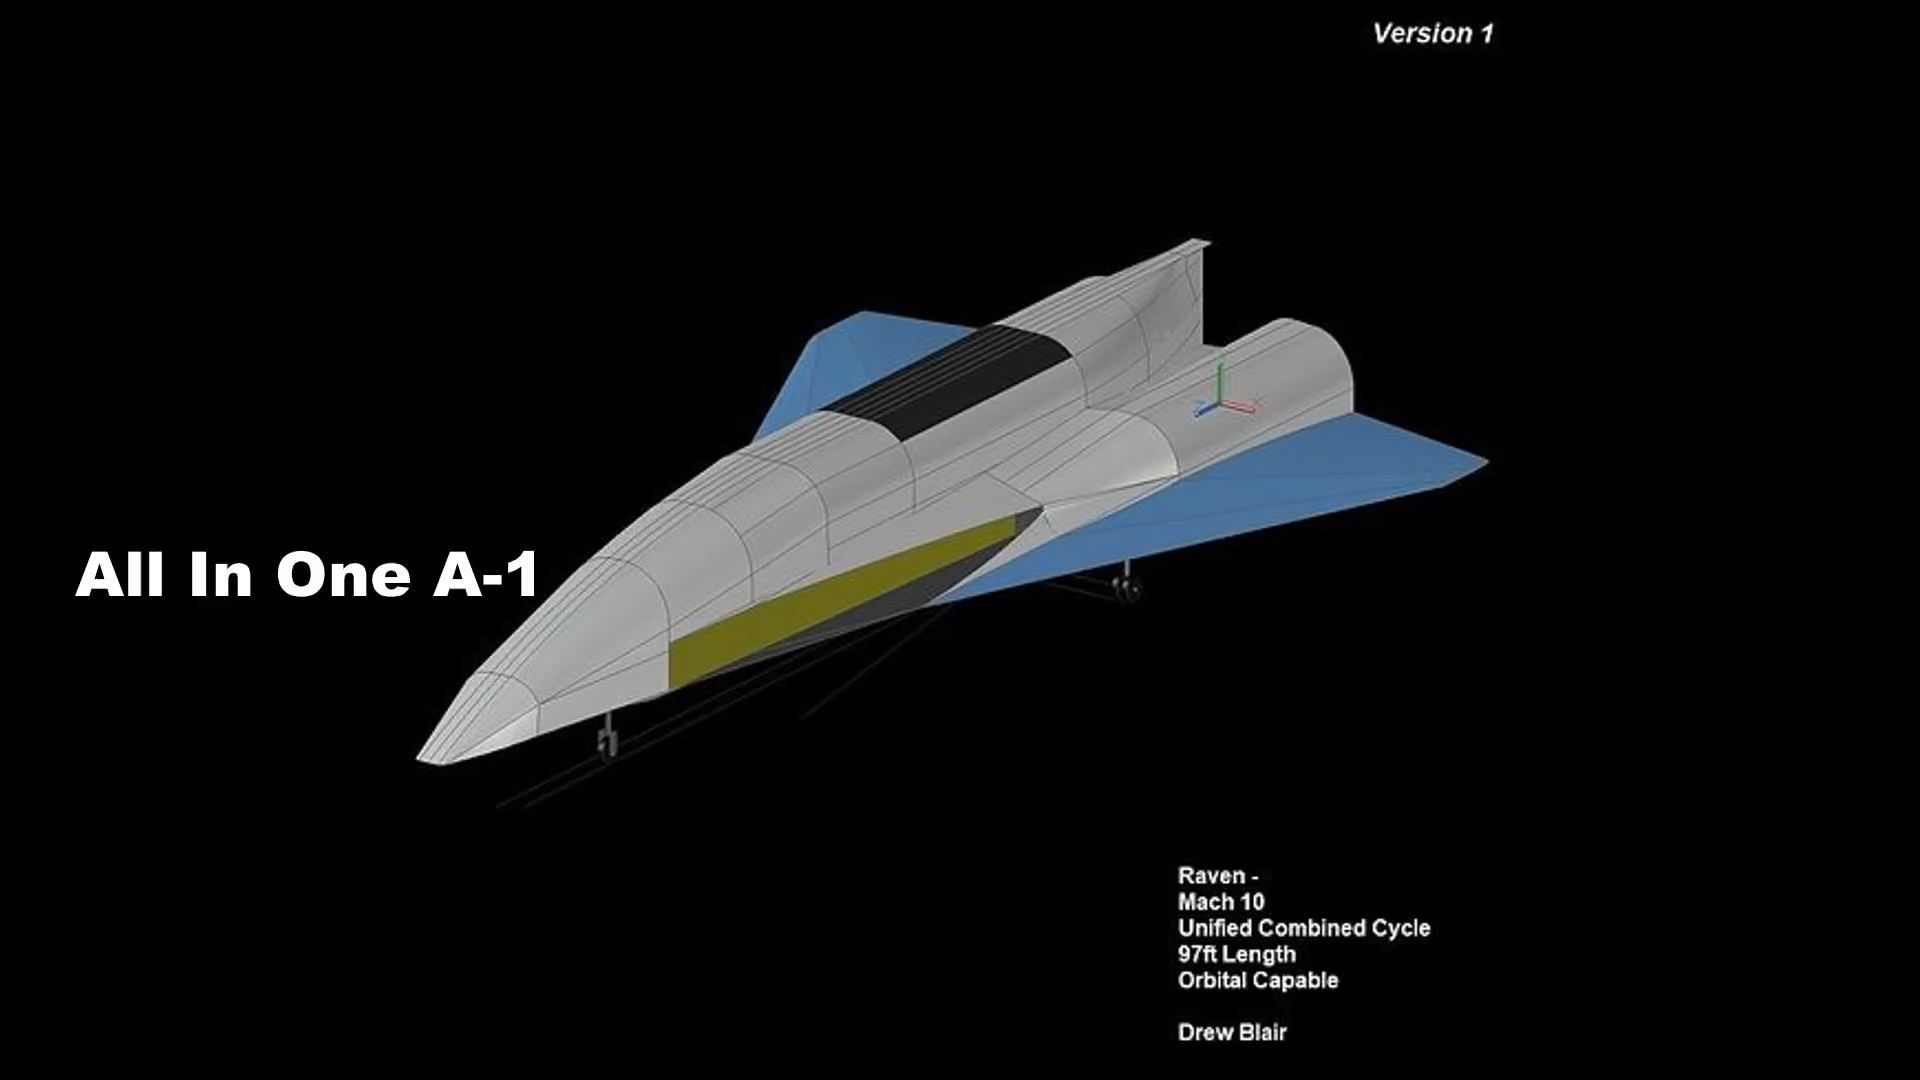 Version 1
All In One A-1
Raven -
Mach 10
Unified Combined Cycle
97ft Length
Orbital Capable
Drew Blair